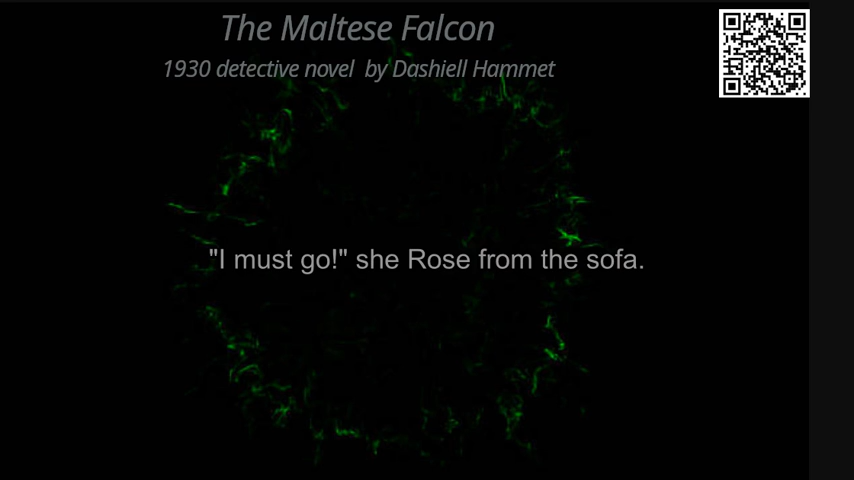 The Maltese Falcon
1930 detective novel by Dashiell Hammet
"I must go!" she Rose from the sofa.